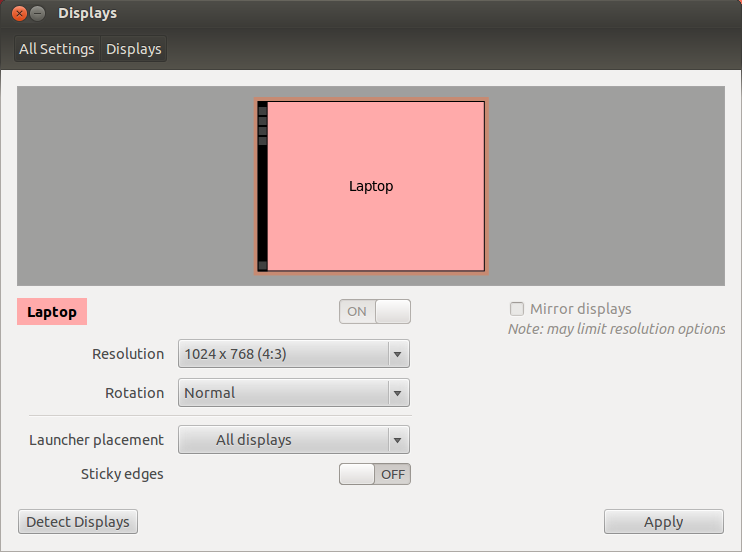 Displays
All Settings Displays
Laptop
Laptop ON Mirror displays
Note: may limit resolution options
Resolution 1024 x 768 (4:3)
Rotation Normal
Launcher placement All displays
Sticky edges OFF
Detect Displays Apply